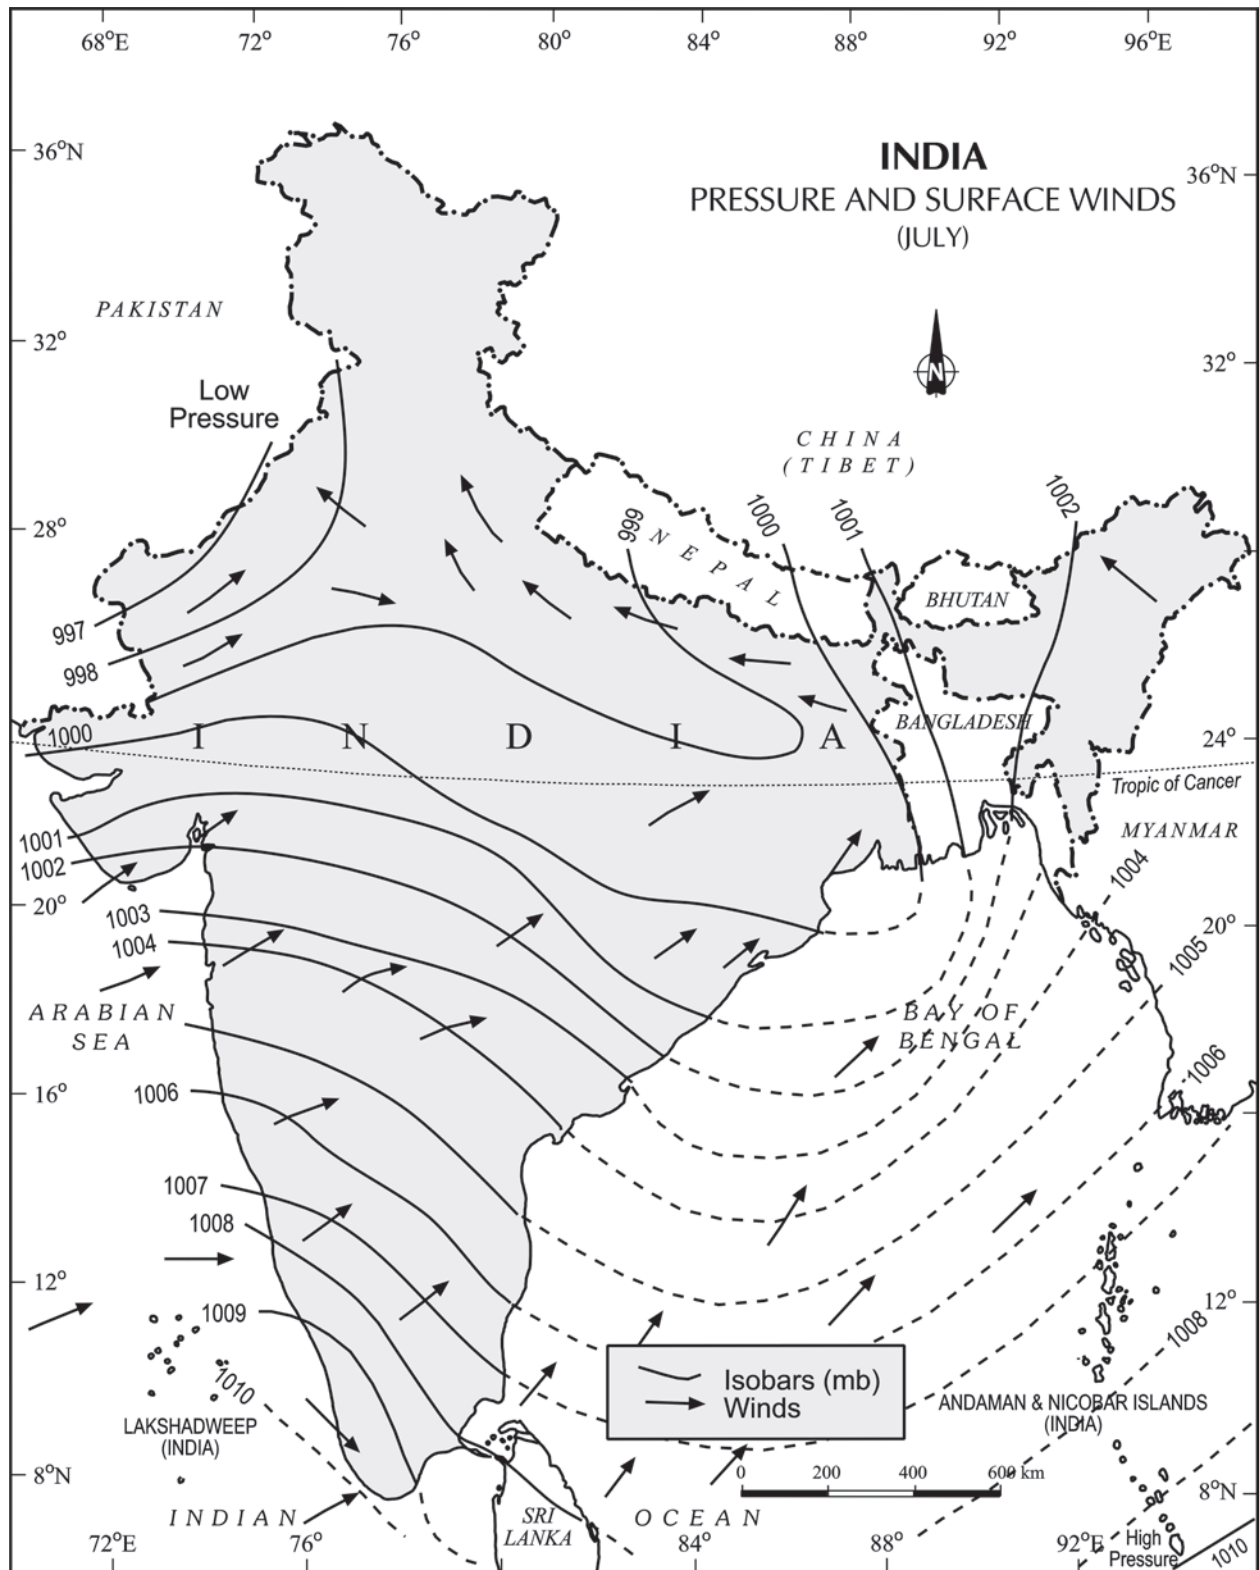 68°E 72° 76° 80° 84° 88° 92° 96°E
36°N
INDIA
36°N
PRESSURE AND SURFACE WINDS
(JULY)
PAKISTAN
N
32°
32°
Low
Pressure
CHINA
(TIBET)
1000
1001
1002
999
NEPAL
28°
BHUTAN
997
998
1000
INDIA
BANGLADESH
24°
Tropic of Cancer
1001
MYANMAR
1002
1004
20°
1003
20°
1004
1005
ARABIAN
SEA
BAY OF
BENGAL
1006
16°
1006
1007
1008
12°
12°
1009
1008
1010
Isobars (mb)
Winds
LAKSHADWEEP
(INDIA)
ANDAMAN & NICOBAR ISLANDS
(INDIA)
8°N
0 200 400 600 km
8°N
INDIAN
SRI
LANKA
OCEAN
High
Pressure
1010
72°E 76° 84° 88° 92°E